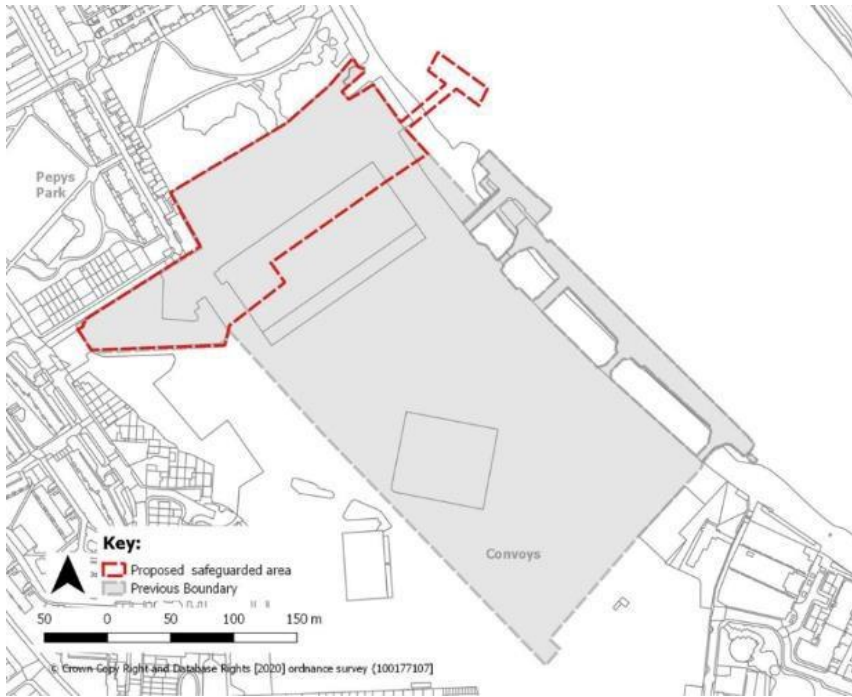 Pepys
Park
Convoys
Key:
Proposed safeguarded area
Previous Boundary
50 0 50 100 150 m
© Crown Copy Right and Database Rights [2020] ordnance survey (100177107]